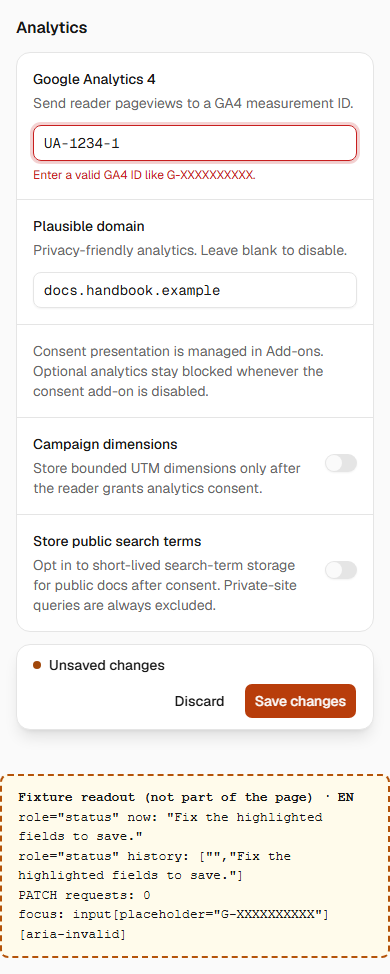 Analytics
Google Analytics 4
Send reader pageviews to a GA4 measurement ID.
UA-1234-1
Enter a valid GA4 ID like G-XXXXXXXXXX.
Plausible domain
Privacy-friendly analytics. Leave blank to disable.
docs.handbook.example
Consent presentation is managed in Add-ons.
Optional analytics stay blocked whenever the
consent add-on is disabled.
Campaign dimensions
Store bounded UTM dimensions only after
the reader grants analytics consent.
Store public search terms
Opt in to short-lived search-term storage
for public docs after consent. Private-site
queries are always excluded.
Unsaved changes
Discard
Save changes
Fixture readout (not part of the page) · EN
role="status" now: "Fix the highlighted
fields to save."
role="status" history: ["","Fix the
highlighted fields to save."]
PATCH requests: 0
focus: input[placeholder="G-XXXXXXXXXX"]
[aria-invalid]